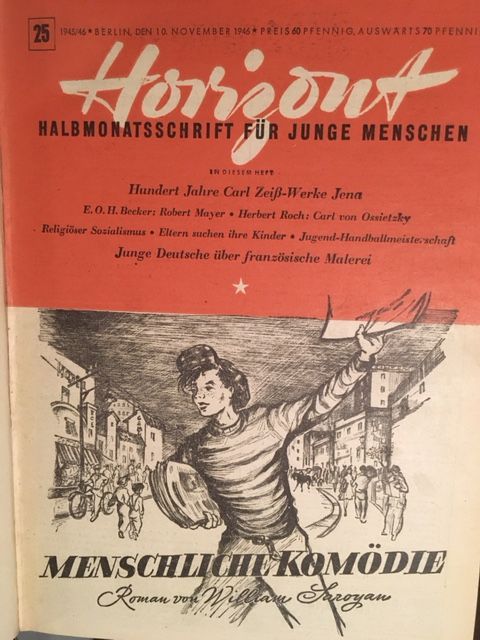 25
1945/46 • BERLIN, DEN 10. NOVEMBER 1946 • PREIS 60 PFENNIG, AUSWÄRTS 70 PFENNI
Horizont
HALBMONATSSCHRIFT FÜR JUNGE MENSCHEN
IN DIESEM HEFT:
Hundert Jahre Carl Zeiß-Werke Jena
E. O. H. Becker: Robert Mayer • Herbert Roch: Carl von Ossietzky
Religiöser Sozialismus • Eltern suchen ihre Kinder • Jugend-Handballmeisterschaft
Junge Deutsche über französische Malerei
MENSCHLICHE KOMÖDIE
Roman von William Saroyan